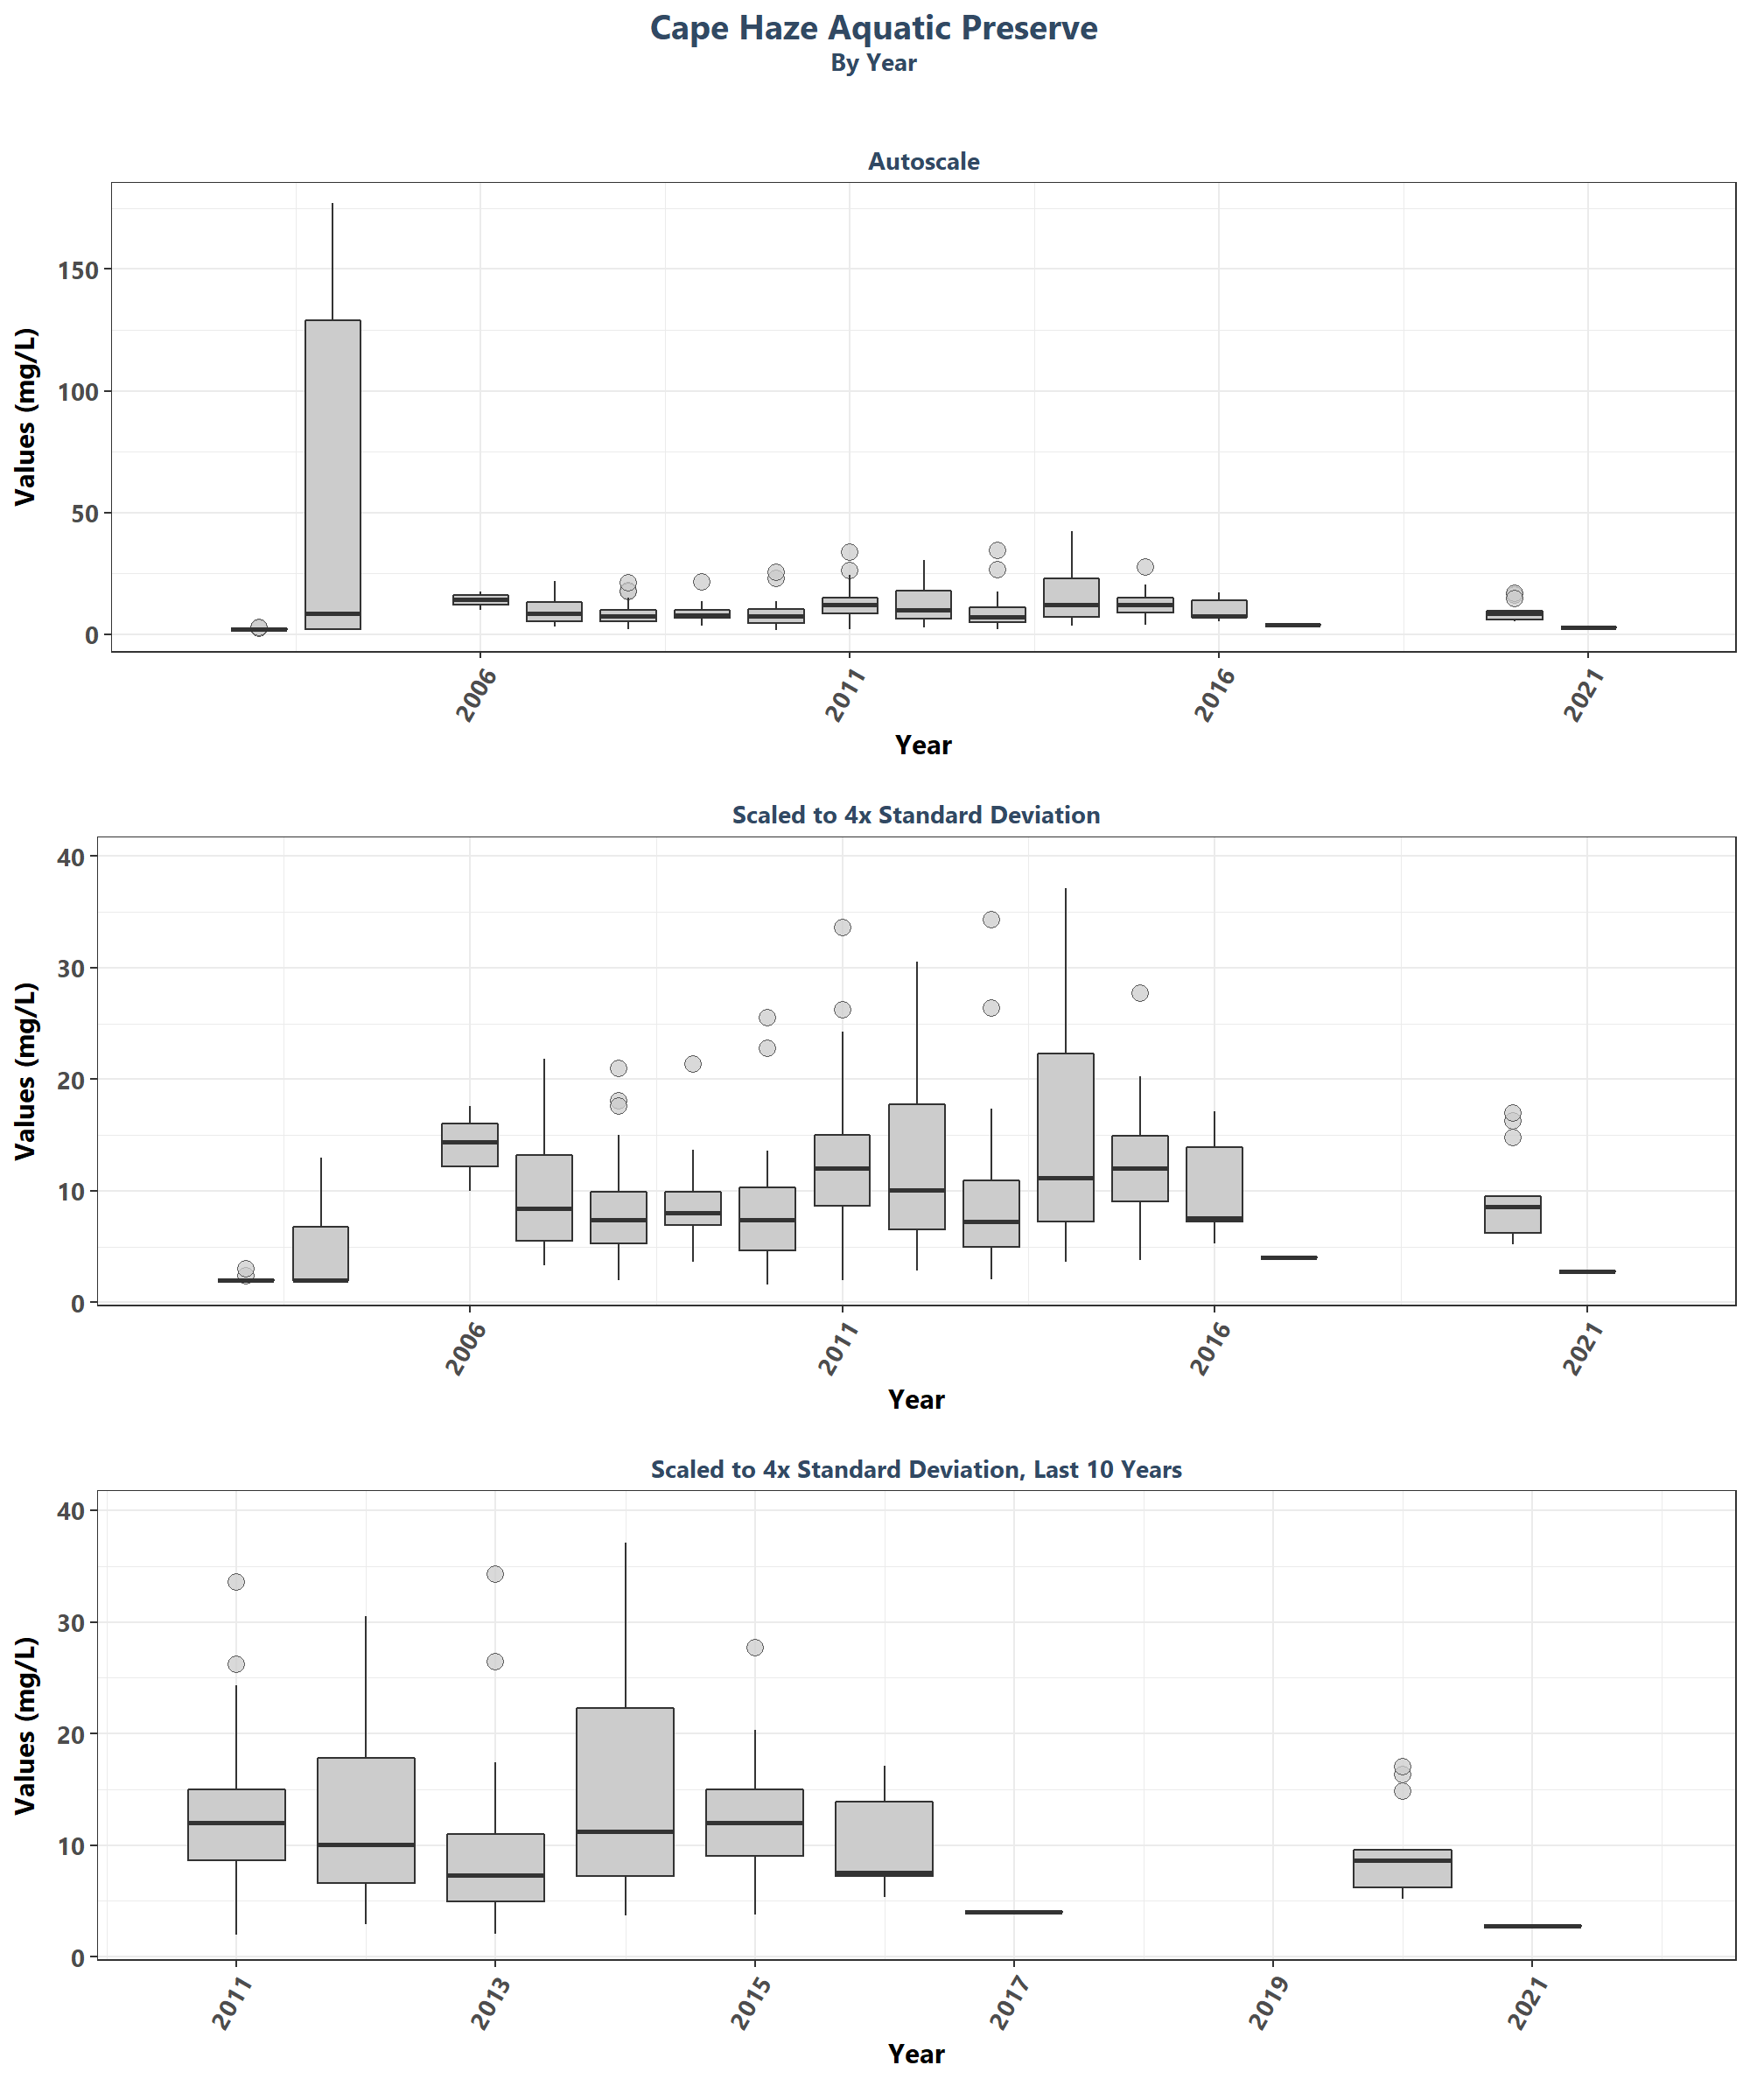 Cape Haze Aquatic Preserve
By Year
Autoscale
Values (mg/L)
150
100
50
0
2006
2011
2016
2021
Year
Scaled to 4x Standard Deviation
Values (mg/L)
40
30
20
10
0
2006
2011
2016
2021
Year
Scaled to 4x Standard Deviation, Last 10 Years
Values (mg/L)
40
30
20
10
0
2011
2013
2015
2017
2019
2021
Year